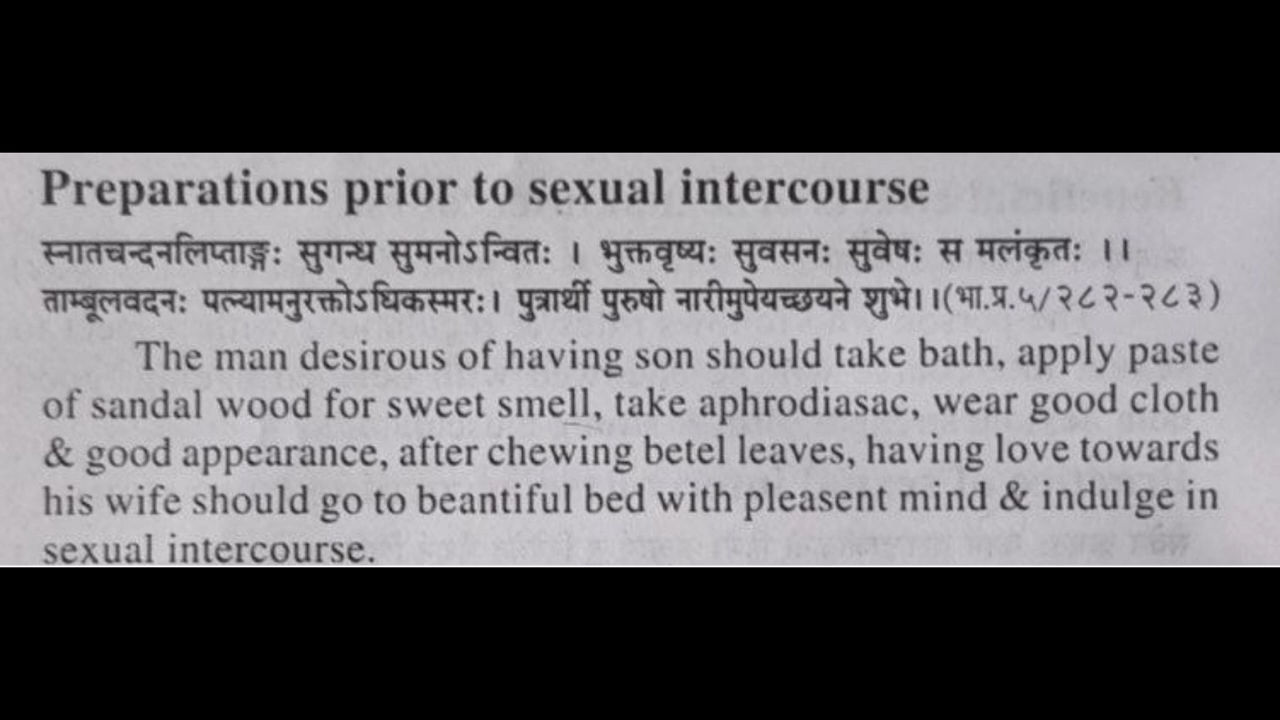 Preparations prior to sexual intercourse
स्नातचन्दनलिप्ताङ्गः सुगन्ध सुमनोऽन्वितः । भुक्तवृष्यः सुवसनः सुवेषः स मलंकृतः ।।
ताम्बूलवदनः पत्न्यामनुरक्तोऽधिकस्मरः। पुत्रार्थी पुरुषो नारीमुपेयच्छयने शुभे।।(भा.प्र.५/२८२-२८३)
The man desirous of having son should take bath, apply paste
of sandal wood for sweet smell, take aphrodiasac, wear good cloth
& good appearance, after chewing betel leaves, having love towards
his wife should go to beantiful bed with pleasent mind & indulge in
sexual intercourse.